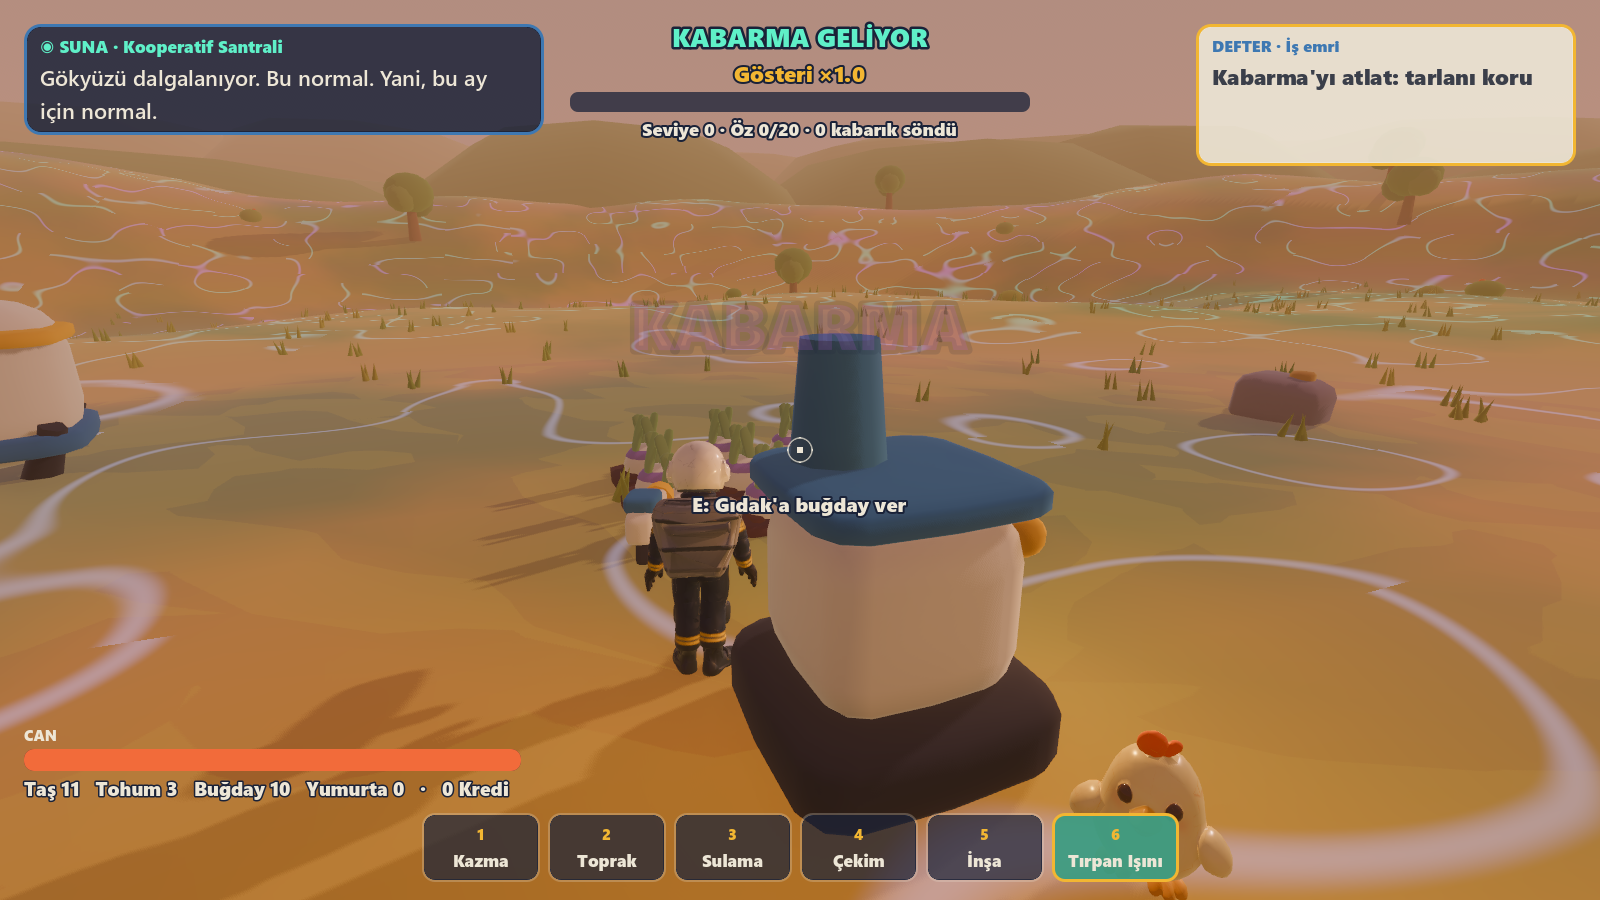 ◉ SUNA · Kooperatif Santrali
Gökyüzü dalgalanıyor. Bu normal. Yani, bu ay
için normal.
KABARMA GELİYOR
Gösteri ×1.0
Seviye 0 · Öz 0/20 · 0 kabarık söndü
DEFTER · İş emri
Kabarma'yı atlat: tarlanı koru
KABARMA
E: Gıdak'a buğday ver
CAN
Taş 11 Tohum 3 Buğday 10 Yumurta 0 · 0 Kredi
1
Kazma
2
Toprak
3
Sulama
4
Çekim
5
İnşa
6
Tırpan Işını